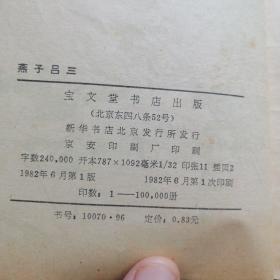 燕子吕三
宝文堂书店出版
(北京东四八条52号)
新华书店北京发行所发行
京安印刷厂印刷
字数240,000 开本787×1092毫米1/32 印张11 插页2
1982年6月第1版 1982年6月第1次印刷
印数:1—100,000册
书号:10070·96 定价:0.83元